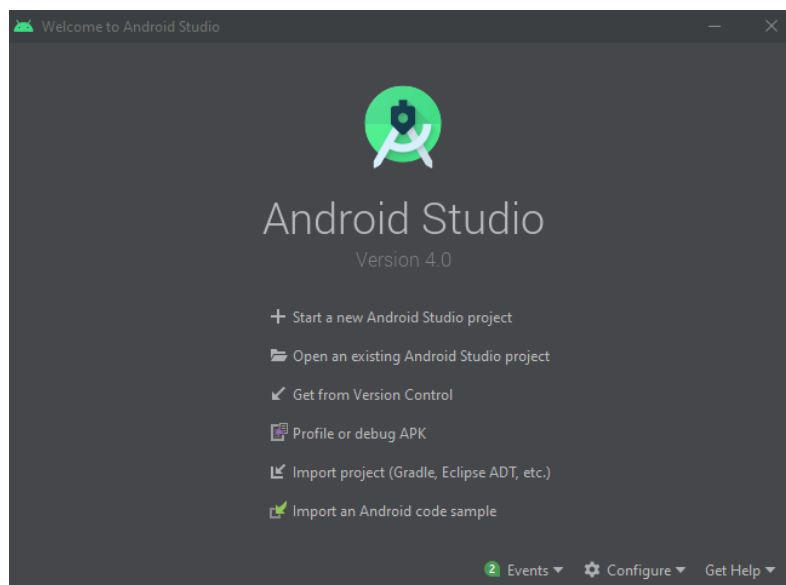 Welcome to Android Studio
Android Studio
Version 4.0
Start a new Android Studio project
Open an existing Android Studio project
Get from Version Control
Profile or debug APK
Import project (Gradle, Eclipse ADT, etc.)
Import an Android code sample
2 Events Configure Get Help